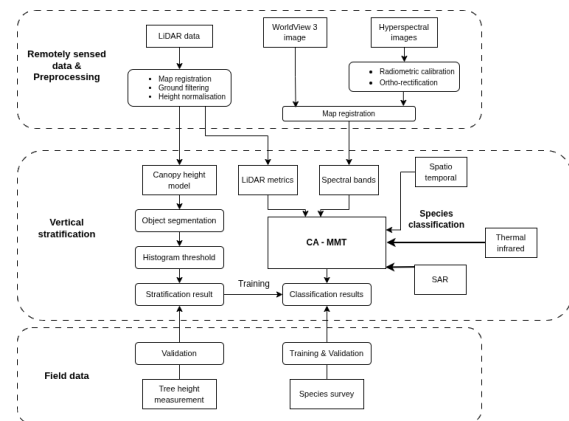 LiDAR data
WorldView 3
image
Hyperspectral
images
Remotely sensed
data &
Preprocessing
Map registration
Ground filtering
Height normalisation
Radiometric calibration
Ortho-rectification
Map registration
Canopy height
model
LiDAR metrics
Spectral bands
Spatio
temporal
Object segmentation
Vertical
stratification
CA - MMT
Species
classification
Thermal
infrared
Histogram threshold
SAR
Stratification result
Training
Classification results
Validation
Training & Validation
Field data
Tree height
measurement
Species survey